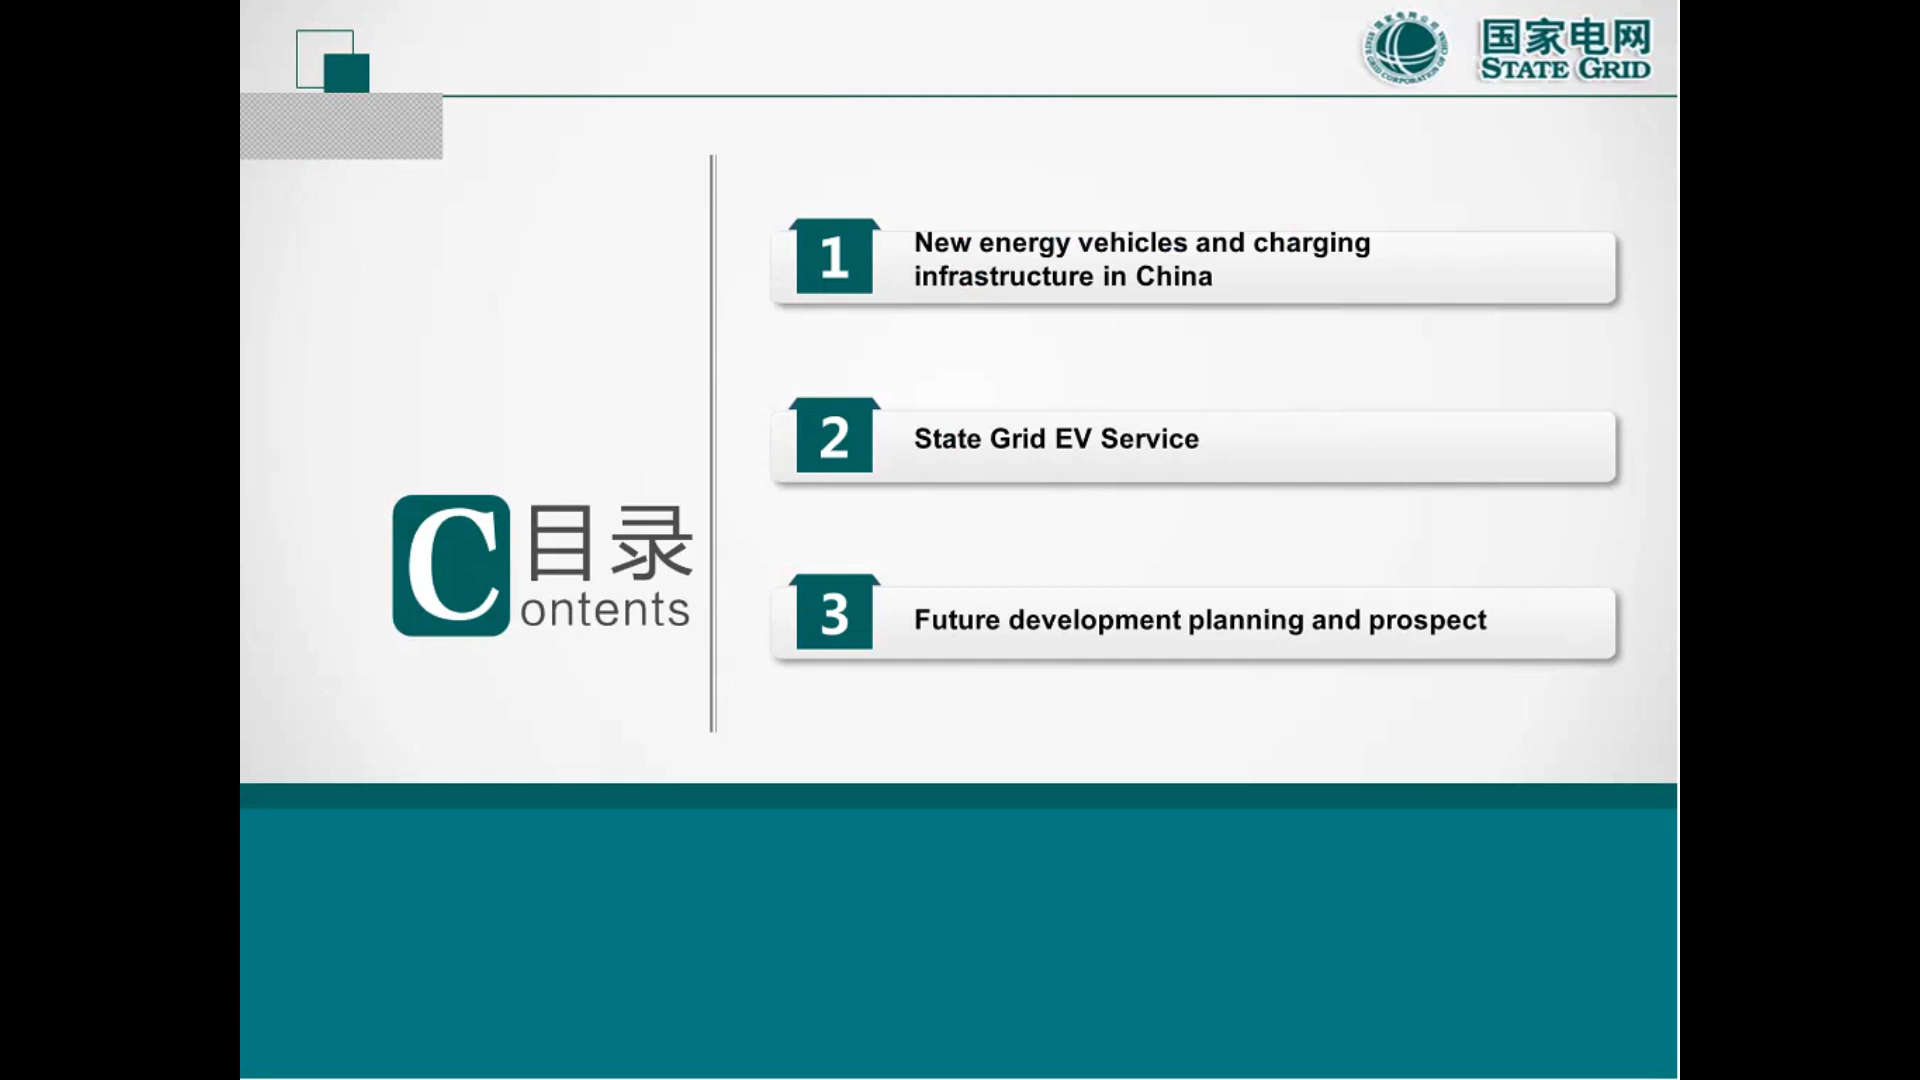 国家电网
STATE GRID
1
New energy vehicles and charging
infrastructure in China
2
State Grid EV Service
目录
Contents
3
Future development planning and prospect